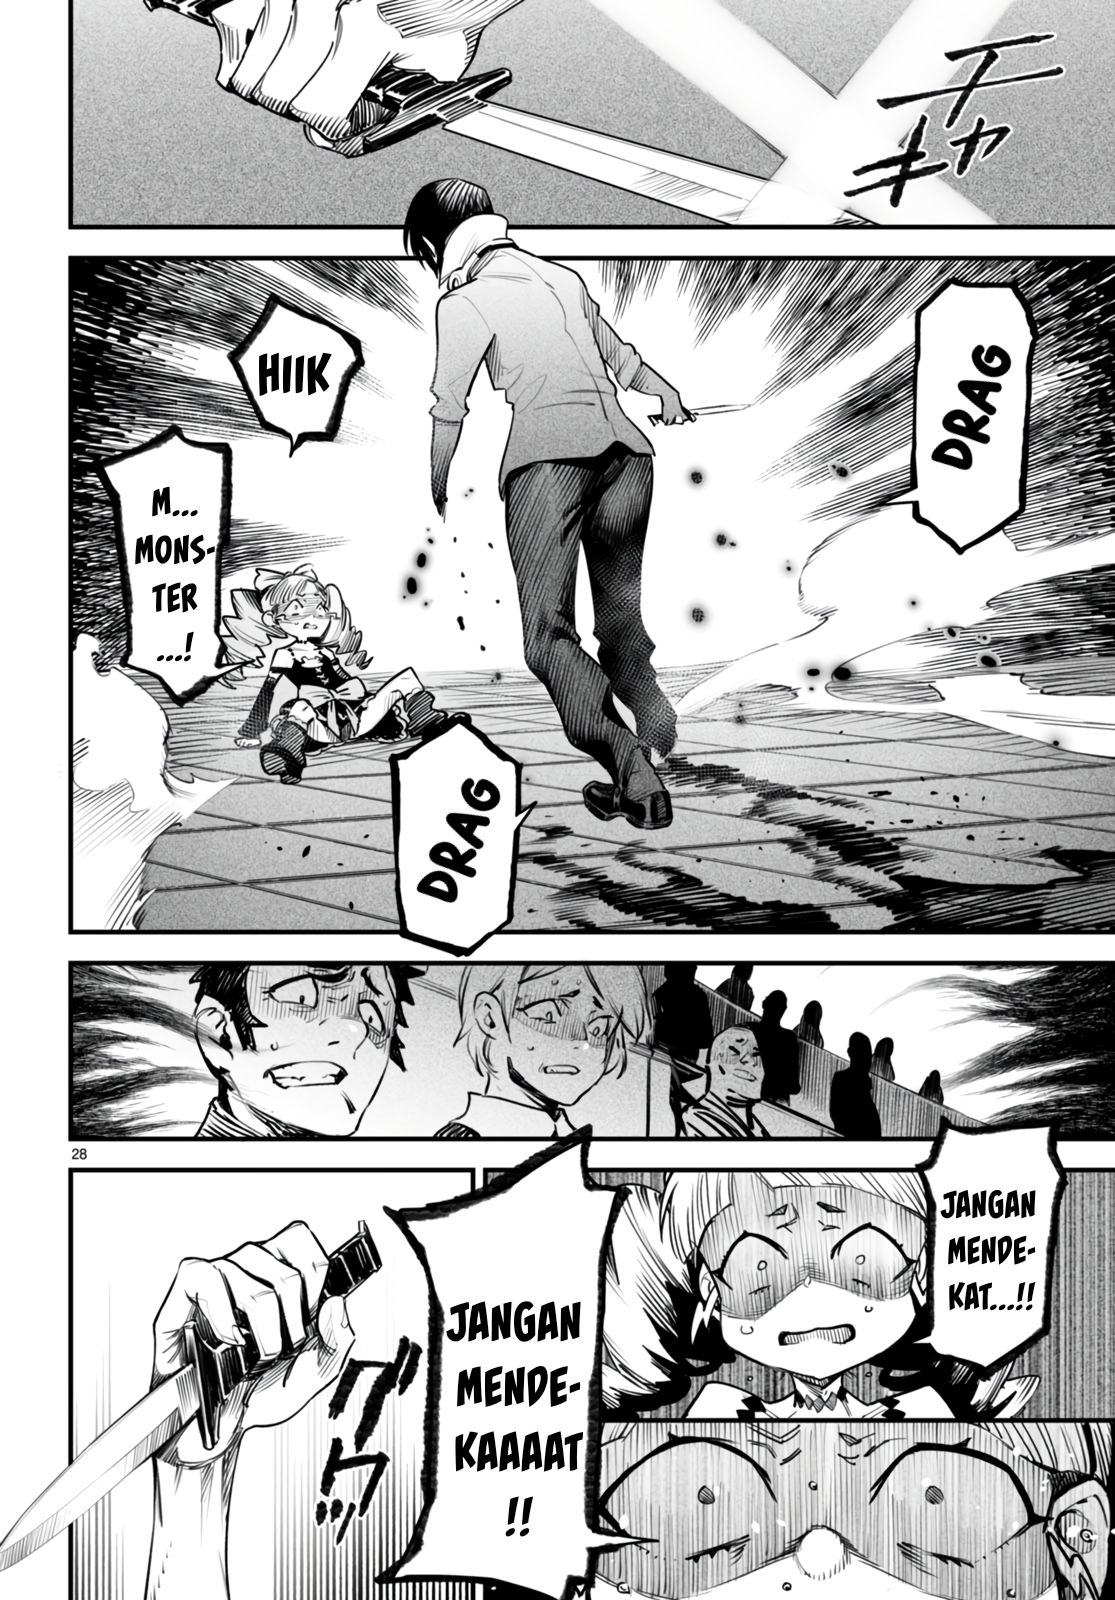 チャキ
DRAG
HIIK
M...
MONS-
TER
...!
DRAG
28
JANGAN
MENDE-
KAT...!!
JANGAN
MENDE-
KAAAAT
!!
グッ